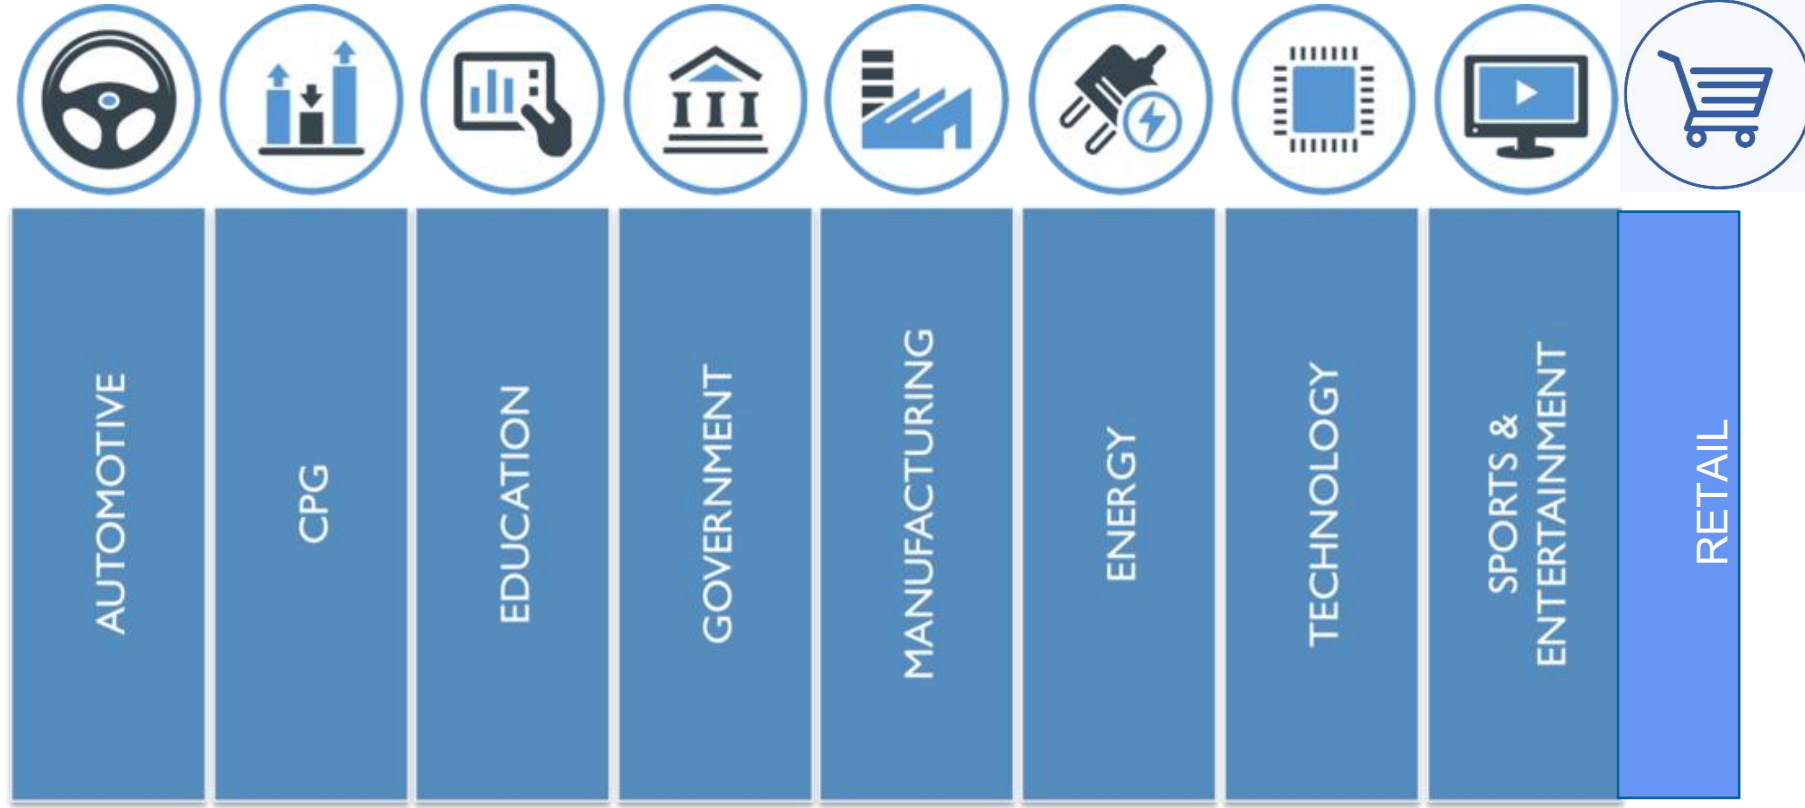 AUTOMOTIVE
CPG
EDUCATION
GOVERNMENT
MANUFACTURING
ENERGY
TECHNOLOGY
SPORTS &
ENTERTAINMENT
RETAIL